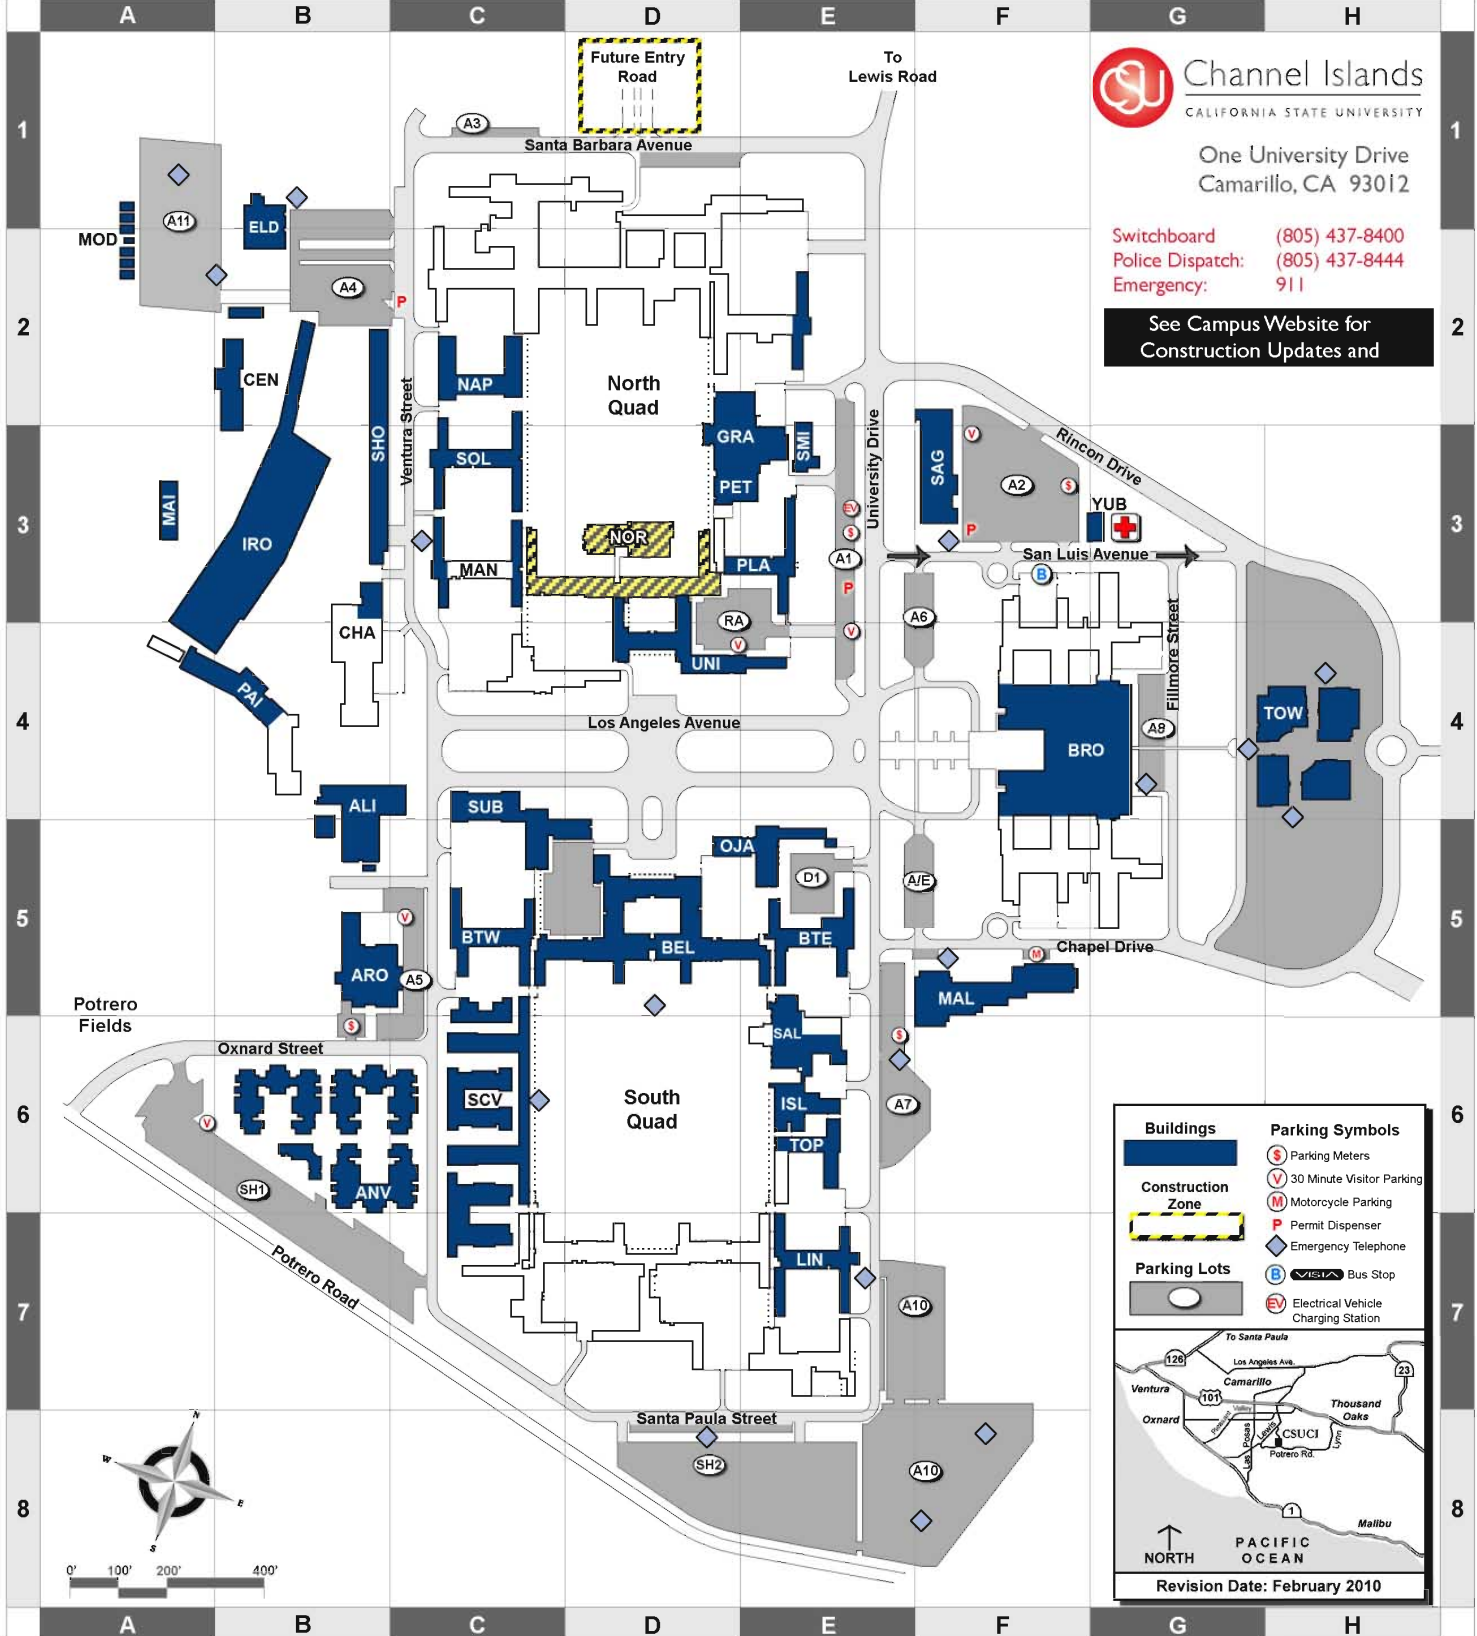 A B C D E F G H
1
2
3
4
5
6
7
8
Future Entry
Road
To
Lewis Road
A3
Santa Barbara Avenue
CSU
Channel Islands
CALIFORNIA STATE UNIVERSITY
One University Drive
Camarillo, CA 93012
Switchboard (805) 437-8400
Police Dispatch: (805) 437-8444
Emergency: 911
See Campus Website for
Construction Updates and
A11
MOD
ELD
A4
P
CEN
NAP
North
Quad
Ventura Street
SHO
SOL
GRA
SMI
PET
University Drive
SAG
V
A2
$
Rincon Drive
YUB
MAI
IRO
EV
$
P
NOR
A1
San Luis Avenue
MAN
PLA
B
P
CHA
RA
V
V
A6
Fillmore Street
UNI
PAI
Los Angeles Avenue
A8
TOW
BRO
ALI
SUB
OJA
D1
A/E
V
BTW
BEL
BTE
Chapel Drive
M
ARO
A5
MAL
Potrero
Fields
$
SAL
$
Oxnard Street
SCV
South
Quad
ISL
A7
V
TOP
SH1
ANV
LIN
Potrero Road
A10
Santa Paula Street
SH2
A10
N
W
E
S
0' 100' 200' 400'
Buildings
Construction
Zone
Parking Lots
Parking Symbols
$ Parking Meters
V 30 Minute Visitor Parking
M Motorcycle Parking
P Permit Dispenser
Emergency Telephone
B VISTA Bus Stop
EV Electrical Vehicle
Charging Station
To Santa Paula
126
Los Angeles Ave.
23
Camarillo
Ventura
101
Thousand
Oaks
Oxnard
Pleasant Valley
Las Posas
Lewis
CSUCI
Lynn
Potrero Rd.
1
Malibu
NORTH
PACIFIC
OCEAN
Revision Date: February 2010